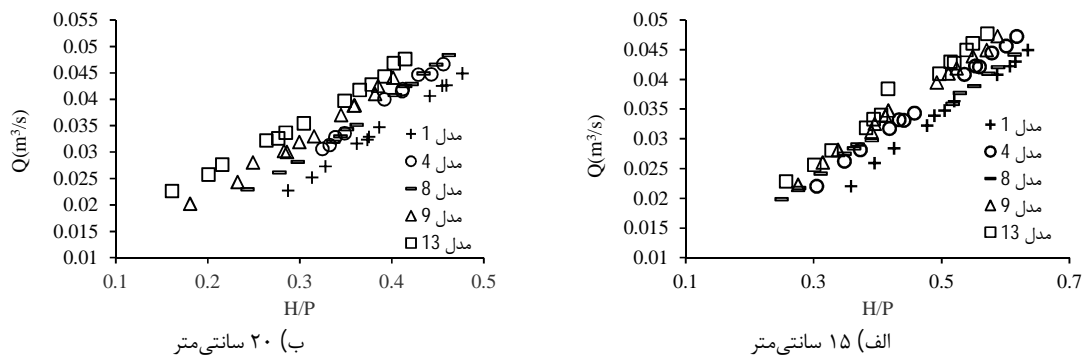 0.055
0.05
0.045
0.04
0.035
0.03
0.025
0.02
0.015
0.01
Q(m³/s)
0.1 0.2 0.3 0.4 0.5
H/P
مدل 1
مدل 4
مدل 8
مدل 9
مدل 13
ب) ۲۰ سانتی‌متر
0.05
0.045
0.04
0.035
0.03
0.025
0.02
0.015
0.01
Q(m³/s)
0.1 0.3 0.5 0.7
H/P
مدل 1
مدل 4
مدل 8
مدل 9
مدل 13
الف) ۱۵ سانتی‌متر